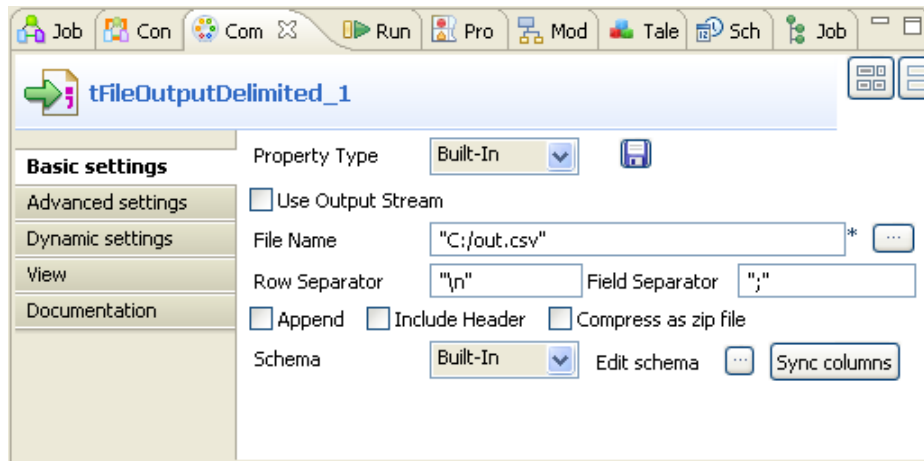 Job Con Com Run Pro Mod Tale Sch Job
tFileOutputDelimited_1
Basic settings
Advanced settings
Dynamic settings
View
Documentation
Property Type Built-In
Use Output Stream
File Name "C:/out.csv" * ...
Row Separator "\n" Field Separator ";"
Append Include Header Compress as zip file
Schema Built-In Edit schema ... Sync columns